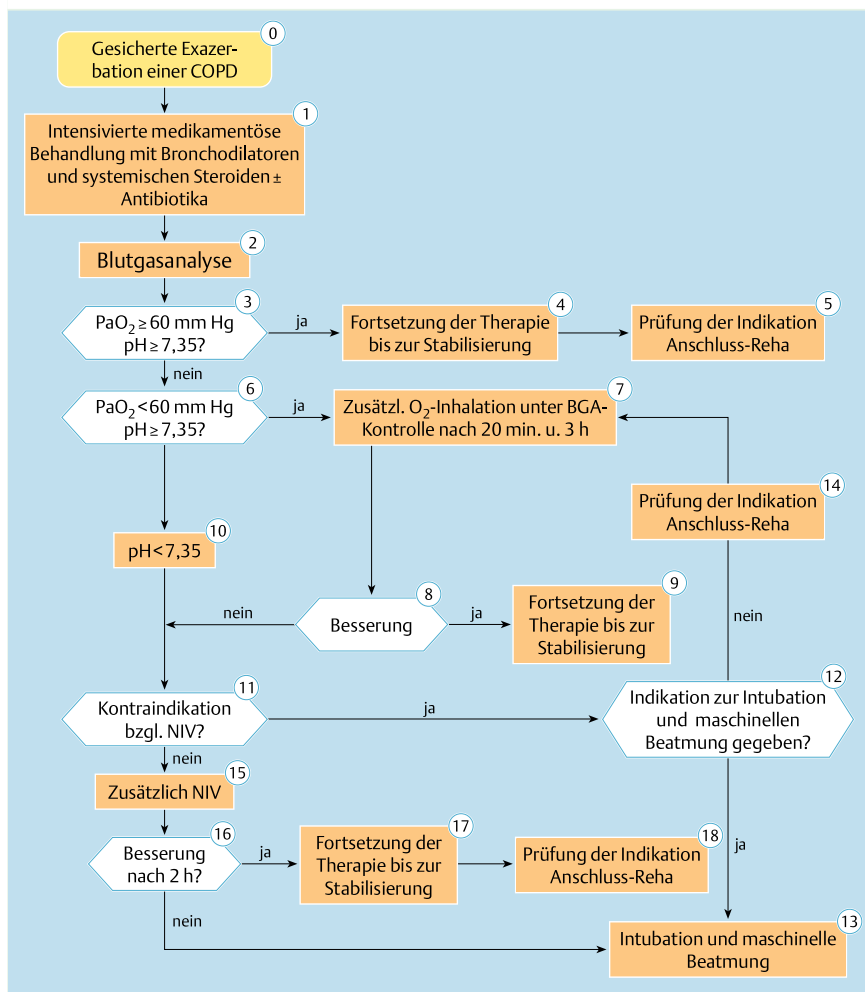 0
Gesicherte Exazer-
bation einer COPD
1
Intensivierte medikamentöse
Behandlung mit Bronchodilatoren
und systemischen Steroiden ±
Antibiotika
2
Blutgasanalyse
3
PaO₂ ≥ 60 mm Hg
pH ≥ 7,35?
ja
4
Fortsetzung der Therapie
bis zur Stabilisierung
5
Prüfung der Indikation
Anschluss-Reha
nein
6
PaO₂ < 60 mm Hg
pH ≥ 7,35?
ja
7
Zusätzl. O₂-Inhalation unter BGA-
Kontrolle nach 20 min. u. 3 h
14
Prüfung der Indikation
Anschluss-Reha
10
pH < 7,35
8
Besserung
nein
ja
9
Fortsetzung der
Therapie bis zur
Stabilisierung
nein
11
Kontraindikation
bzgl. NIV?
ja
12
Indikation zur Intubation
und maschinellen
Beatmung gegeben?
nein
15
Zusätzlich NIV
16
Besserung
nach 2 h?
ja
17
Fortsetzung der
Therapie bis zur
Stabilisierung
18
Prüfung der Indikation
Anschluss-Reha
ja
nein
13
Intubation und maschinelle
Beatmung